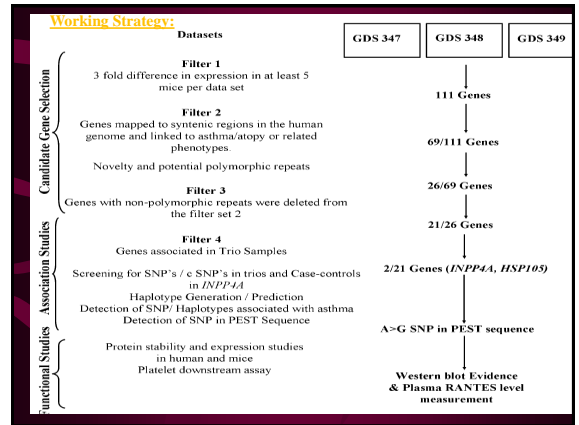 Working Strategy:
Datasets
GDS 347
GDS 348
GDS 349
Candidate Gene Selection
Filter 1
3 fold difference in expression in at least 5
mice per data set
111 Genes
Filter 2
Genes mapped to syntenic regions in the human
genome and linked to asthma/atopy or related
phenotypes.
69/111 Genes
Novelty and potential polymorphic repeats
26/69 Genes
Filter 3
Genes with non-polymorphic repeats were deleted from
the filter set 2
21/26 Genes
Association Studies
Filter 4
Genes associated in Trio Samples
Screening for SNP's / c SNP's in trios and Case-controls
in INPP4A
2/21 Genes (INPP4A, HSP105)
Haplotype Generation / Prediction
Detection of SNP/ Haplotypes associated with asthma
Detection of SNP in PEST Sequence
A>G SNP in PEST sequence
Functional Studies
Protein stability and expression studies
in human and mice
Platelet downstream assay
Western blot Evidence
& Plasma RANTES level
measurement